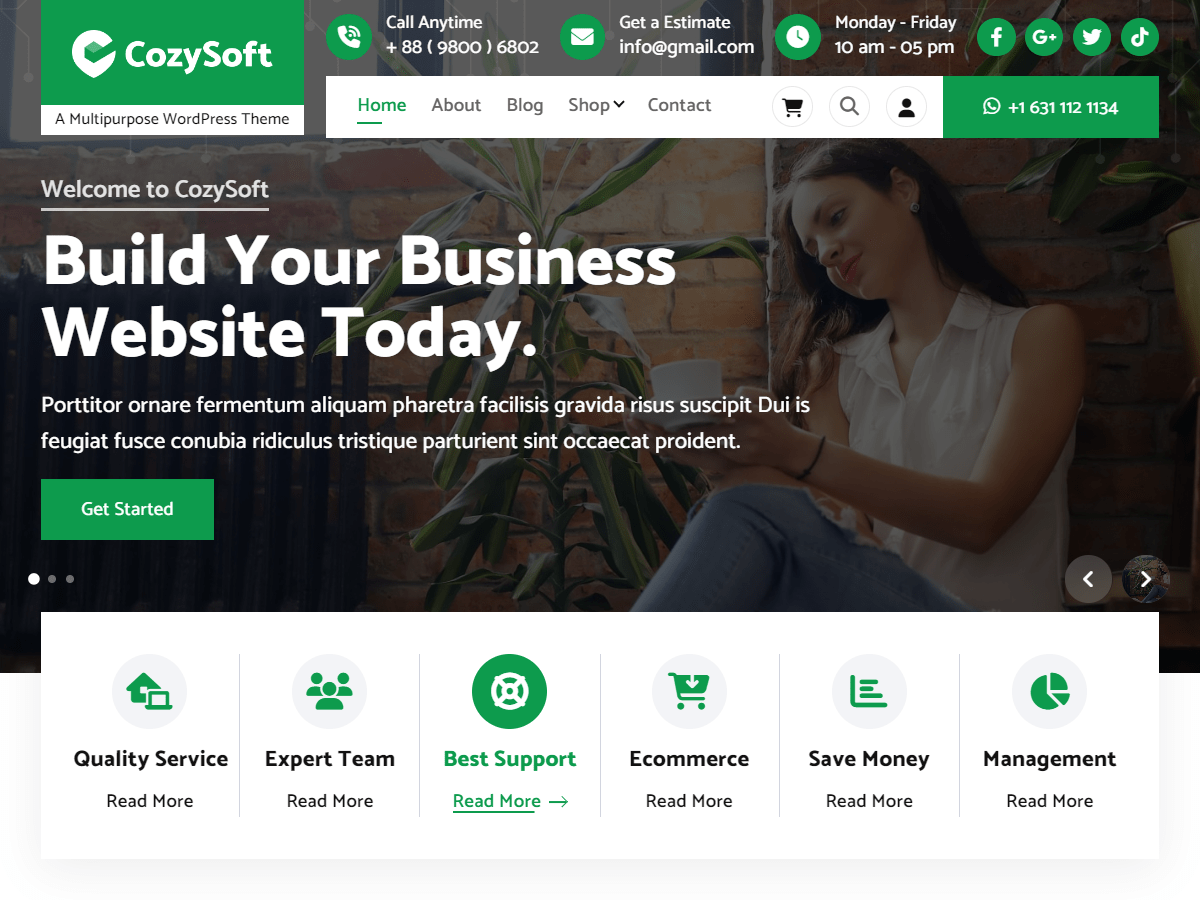 CozySoft
A Multipurpose WordPress Theme
Call Anytime
+ 88 ( 9800 ) 6802
Get a Estimate
info@gmail.com
Monday - Friday
10 am - 05 pm
G+
Home About Blog Shop Contact
+1 631 112 1134
Welcome to CozySoft
Build Your Business
Website Today.
Porttitor ornare fermentum aliquam pharetra facilisis gravida risus suscipit Dui is
feugiat fusce conubia ridiculus tristique parturient sint occaecat proident.
Get Started
Quality Service
Read More
Expert Team
Read More
Best Support
Read More
Ecommerce
Read More
Save Money
Read More
Management
Read More